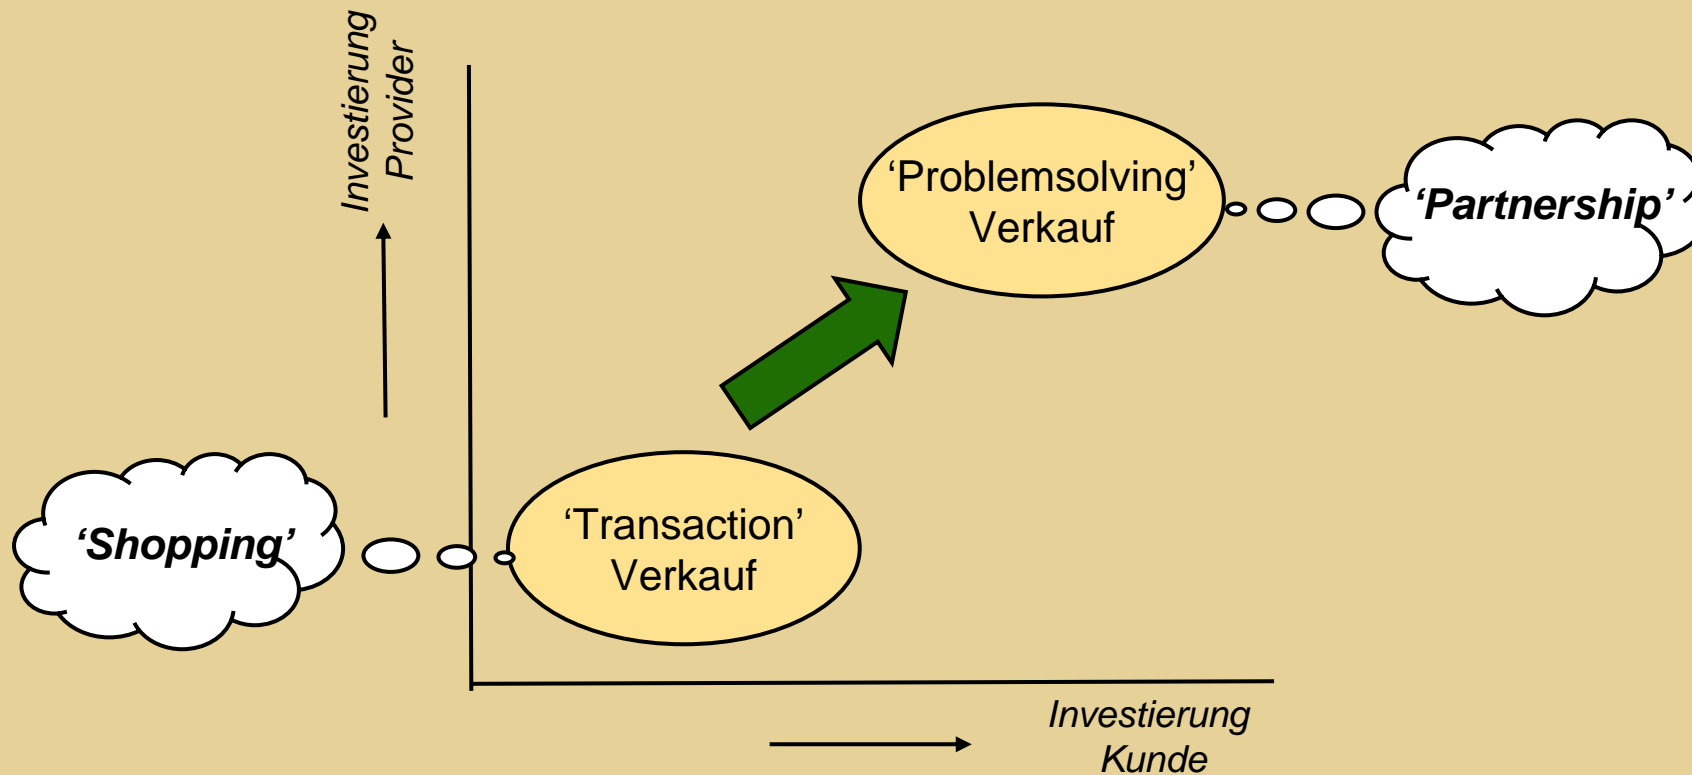 Investierung
Provider
‘Problemsolving’
Verkauf
‘Partnership’
‘Shopping’
‘Transaction’
Verkauf
Investierung
Kunde